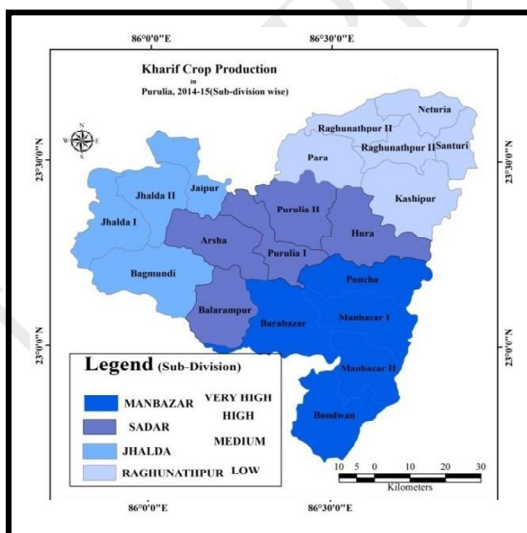 86°0'0"E 86°30'0"E
Kharif Crop Production
in
Purulia, 2014-15(Sub-division wise)
N
W E
S
23°30'0"N 23°30'0"N
Neturia
Raghunathpur II
Raghunathpur II
Santuri
Para
Jaipur
Jhalda II
Kashipur
Purulia II
Jhalda I
Arsha
Hura
Purulia I
Bagmundi
Puncha
Balarampur
Barabazar
Manbazar I
23°0'0"N 23°0'0"N
Manbazar II
Bundwan
Legend (Sub-Division)
MANBAZAR VERY HIGH
HIGH
SADAR
MEDIUM
JHALDA
RAGHUNATHPUR LOW
10 5 0 10 20 30
Kilometers
86°0'0"E 86°30'0"E